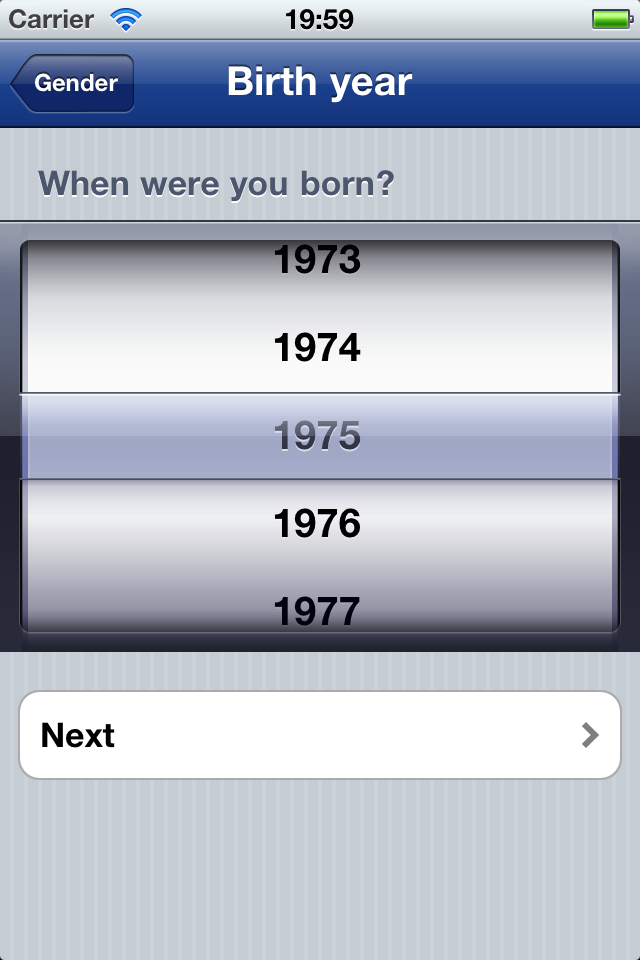 Carrier 19:59
Gender Birth year
When were you born?
1973
1974
1975
1976
1977
Next